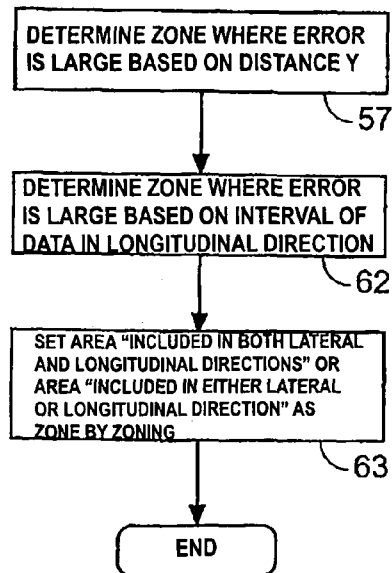 DETERMINE ZONE WHERE ERROR
IS LARGE BASED ON DISTANCE Y
57
DETERMINE ZONE WHERE ERROR
IS LARGE BASED ON INTERVAL OF
DATA IN LONGITUDINAL DIRECTION
62
SET AREA "INCLUDED IN BOTH LATERAL
AND LONGITUDINAL DIRECTIONS" OR
AREA "INCLUDED IN EITHER LATERAL
OR LONGITUDINAL DIRECTION" AS
ZONE BY ZONING
63
END